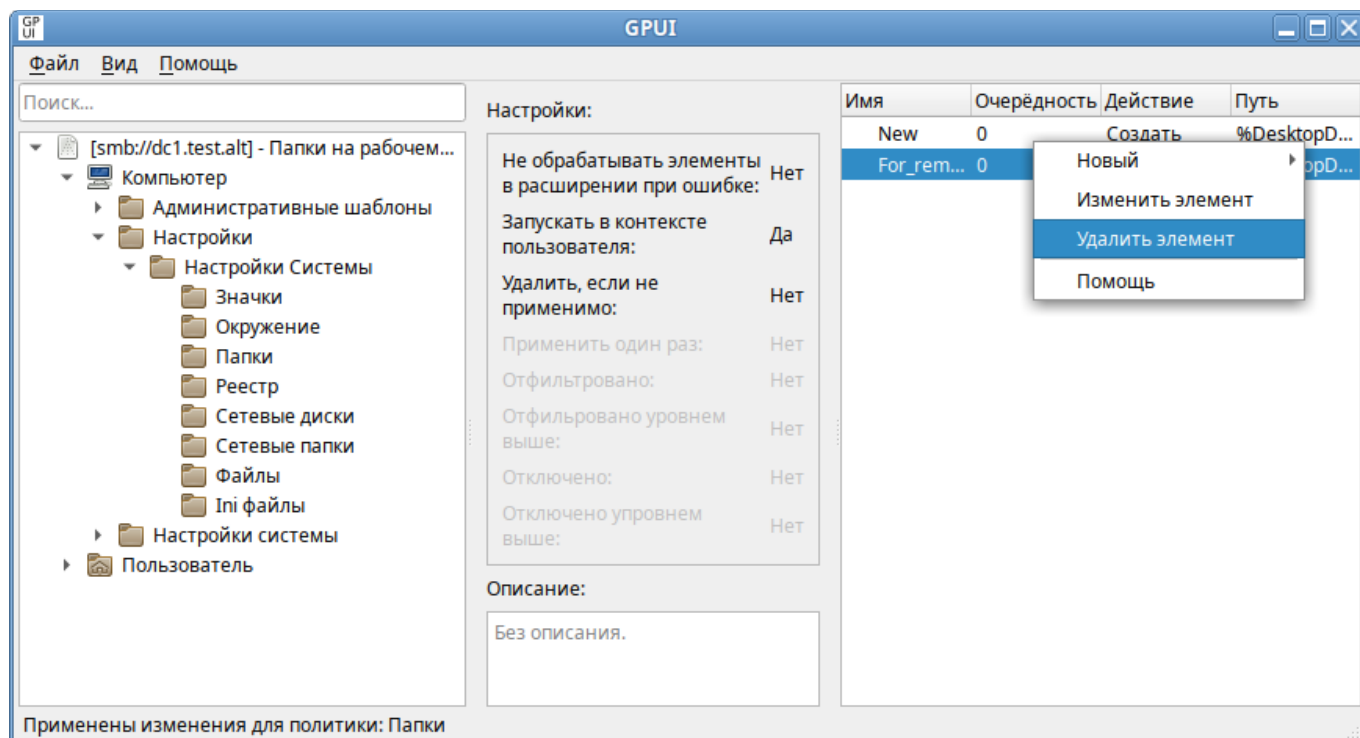 GPUI
GPUI
Файл Вид Помощь
Поиск...
[smb://dc1.test.alt] - Папки на рабочем...
Компьютер
Административные шаблоны
Настройки
Настройки Системы
Значки
Окружение
Папки
Реестр
Сетевые диски
Сетевые папки
Файлы
Ini файлы
Настройки системы
Пользователь
Настройки:
Не обрабатывать элементы
в расширении при ошибке: Нет
Запускать в контексте
пользователя: Да
Удалить, если не
применимо: Нет
Применить один раз: Нет
Отфильтровано: Нет
Отфильровано уровнем
выше: Нет
Отключено: Нет
Отключено упровнем
выше: Нет
Описание:
Без описания.
Имя Очерёдность Действие Путь
New 0 Создать %DesktopD...
For_rem... 0 opD...
Новый
Изменить элемент
Удалить элемент
Помощь
Применены изменения для политики: Папки